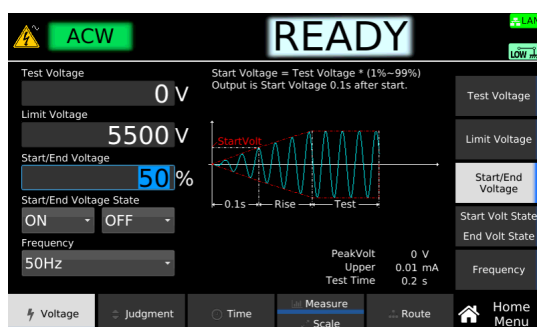 ACW
READY
LAN
LOW
Test Voltage
0 V
Limit Voltage
5500 V
Start/End Voltage
50 %
Start/End Voltage State
ON OFF
Frequency
50Hz
Start Voltage = Test Voltage * (1%~99%)
Output is Start Voltage 0.1s after start.
StartVolt
0.1s Rise Test
PeakVolt 0 V
Upper 0.01 mA
Test Time 0.2 s
Test Voltage
Limit Voltage
Start/End
Voltage
Start Volt State
End Volt State
Frequency
Voltage
Judgment
Time
Measure
Scale
Route
Home
Menu